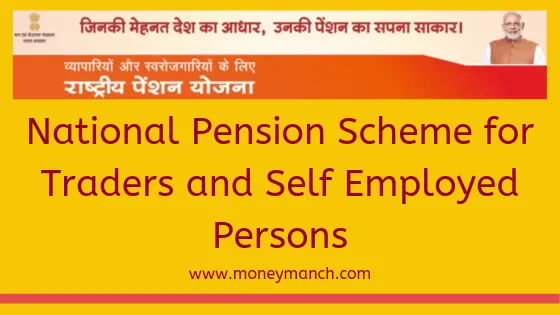 जिनकी मेहनत देश का आधार, उनकी पेंशन का सपना साकार।
व्यापारियों और स्वरोजगारियों के लिए
राष्ट्रीय पेंशन योजना
National Pension Scheme for
Traders and Self Employed
Persons
www.moneymanch.com